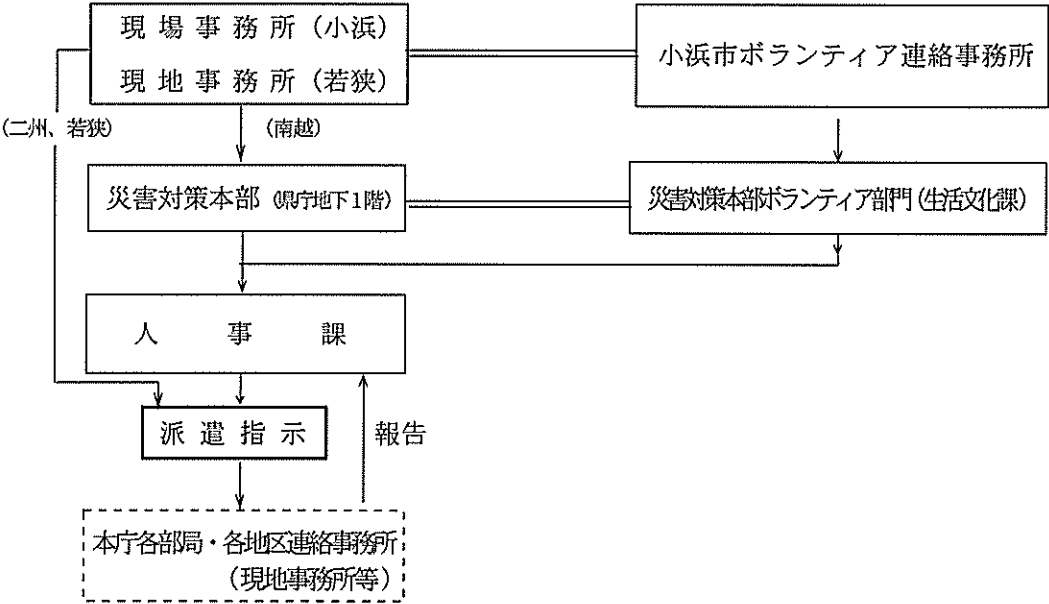 現場事務所（小浜）
現地事務所（若狭）
小浜市ボランティア連絡事務所
（二州、若狭）
（南越）
災害対策本部（県庁地下１階）
災害対策本部ボランティア部門（生活文化課）
人事課
派遣指示
報告
本庁各部局・各地区連絡事務所
（現地事務所等）